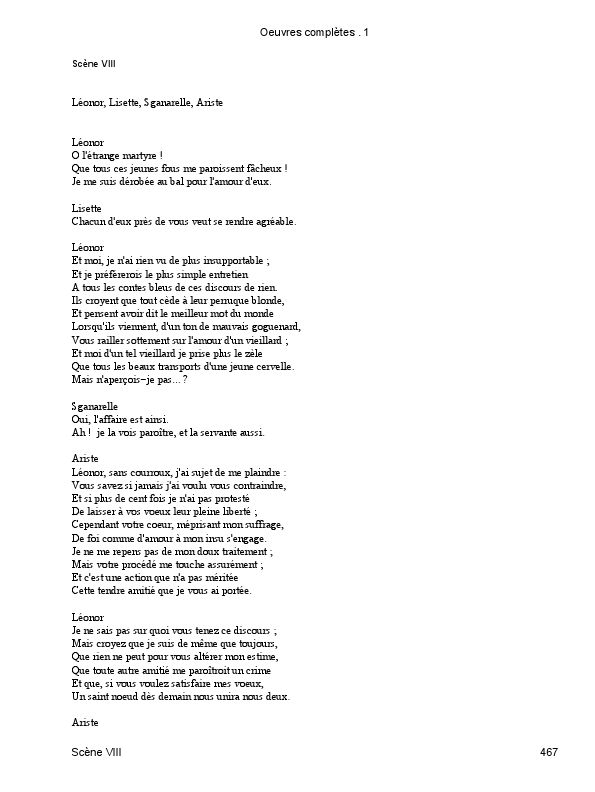 Oeuvres complètes . 1
Scène VIII
Léonor, Lisette, Sganarelle, Ariste
Léonor
O l'étrange martyre !
Que tous ces jeunes fous me paroissent fâcheux !
Je me suis dérobée au bal pour l'amour d'eux.
Lisette
Chacun d'eux près de vous veut se rendre agréable.
Léonor
Et moi, je n'ai rien vu de plus insupportable ;
Et je préférerois le plus simple entretien
A tous les contes bleus de ces discours de rien.
Ils croyent que tout cède à leur perruque blonde,
Et pensent avoir dit le meilleur mot du monde
Lorsqu'ils viennent, d'un ton de mauvais goguenard,
Vous railler sottement sur l'amour d'un vieillard ;
Et moi d'un tel vieillard je prise plus le zèle
Que tous les beaux transports d'une jeune cervelle.
Mais n'aperçois−je pas... ?
Sganarelle
Oui, l'affaire est ainsi.
Ah !  je la vois paroître, et la servante aussi.
Ariste
Léonor, sans courroux, j'ai sujet de me plaindre :
Vous savez si jamais j'ai voulu vous contraindre,
Et si plus de cent fois je n'ai pas protesté
De laisser à vos voeux leur pleine liberté ;
Cependant votre coeur, méprisant mon suffrage,
De foi comme d'amour à mon insu s'engage.
Je ne me repens pas de mon doux traitement ;
Mais votre procédé me touche assurément ;
Et c'est une action que n'a pas méritée
Cette tendre amitié que je vous ai portée.
Léonor
Je ne sais pas sur quoi vous tenez ce discours ;
Mais croyez que je suis de même que toujours,
Que rien ne peut pour vous altérer mon estime,
Que toute autre amitié me paroîtroit un crime
Et que, si vous voulez satisfaire mes voeux,
Un saint noeud dès demain nous unira nous deux.
Ariste
Scène VIII
467